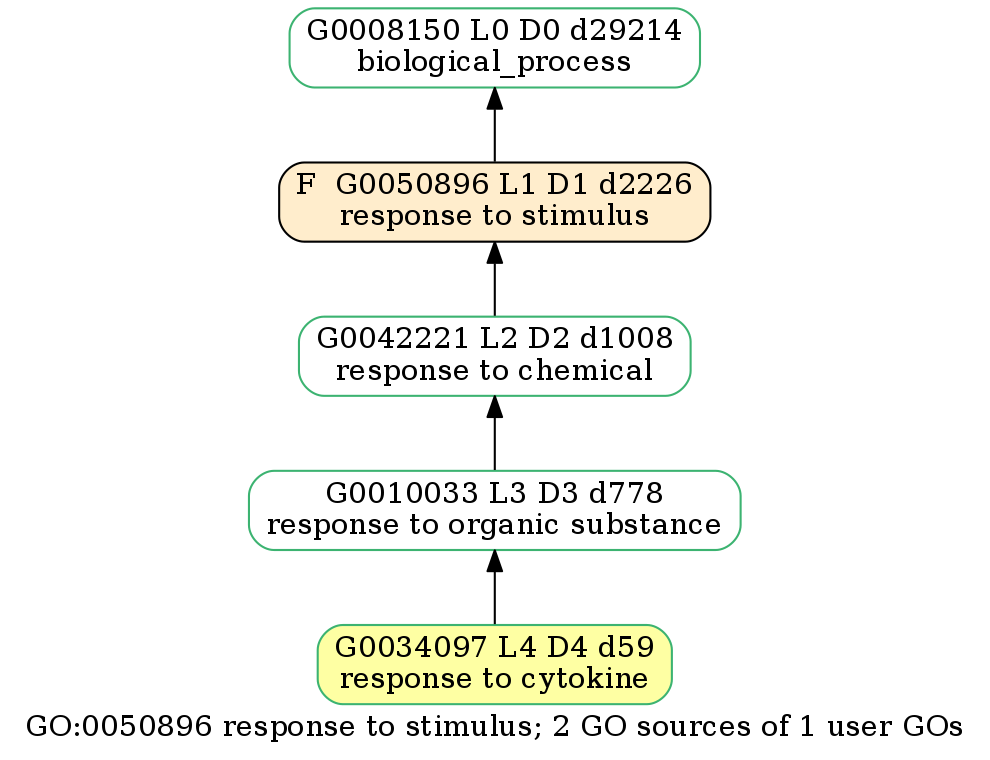 G0008150 L0 D0 d29214
biological_process
F  G0050896 L1 D1 d2226
response to stimulus
G0042221 L2 D2 d1008
response to chemical
G0010033 L3 D3 d778
response to organic substance
G0034097 L4 D4 d59
response to cytokine
GO:0050896 response to stimulus; 2 GO sources of 1 user GOs